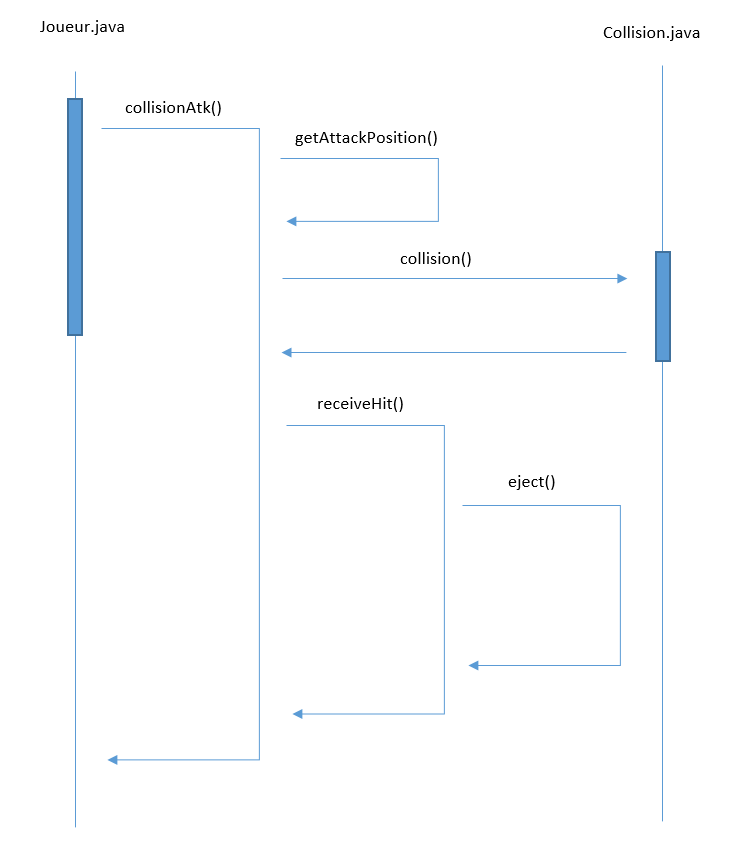 Joueur.java
Collision.java
collisionAtk()
getAttackPosition()
collision()
receiveHit()
eject()